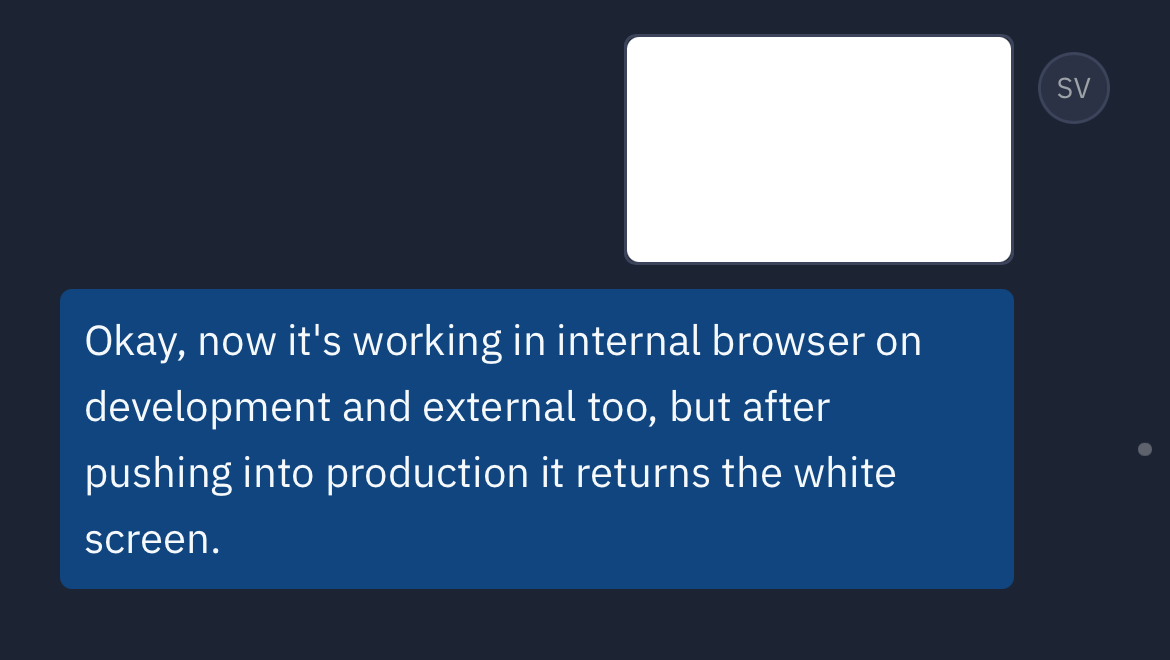 SV
Okay, now it's working in internal browser on
development and external too, but after
pushing into production it returns the white
screen.